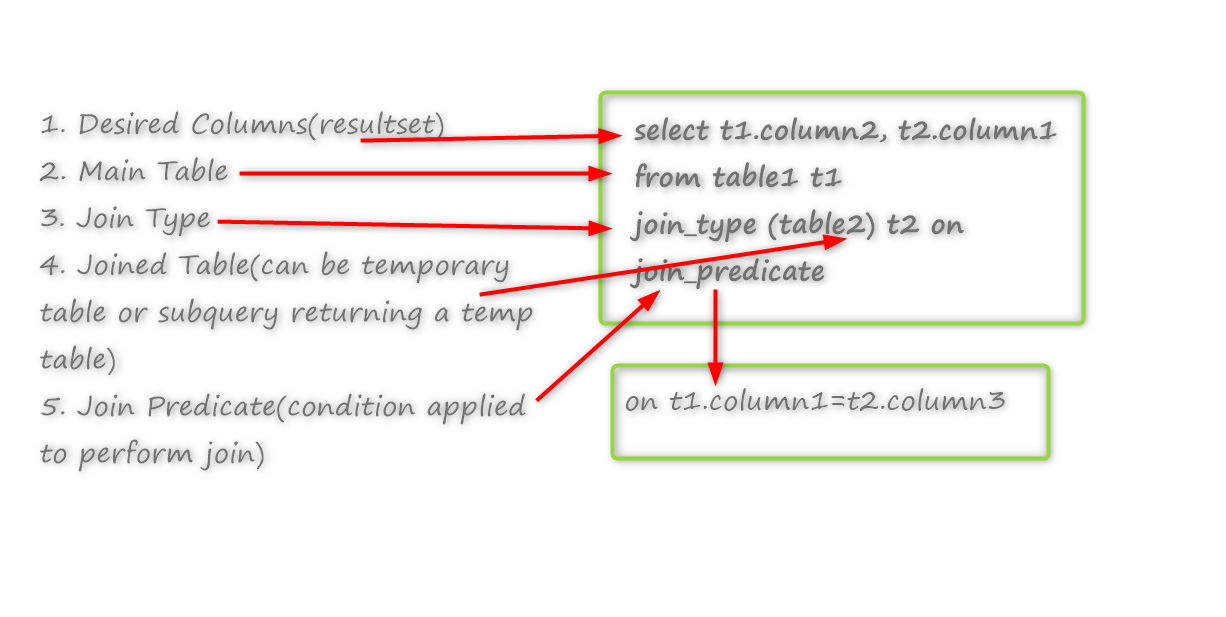 1. Desired Columns(resultset)
2. Main Table
3. Join Type
4. Joined Table(can be temporary
table or subquery returning a temp
table)
5. Join Predicate(condition applied
to perform join)
select t1.column2, t2.column1
from table1 t1
join_type (table2) t2 on
join_predicate
on t1.column1=t2.column3